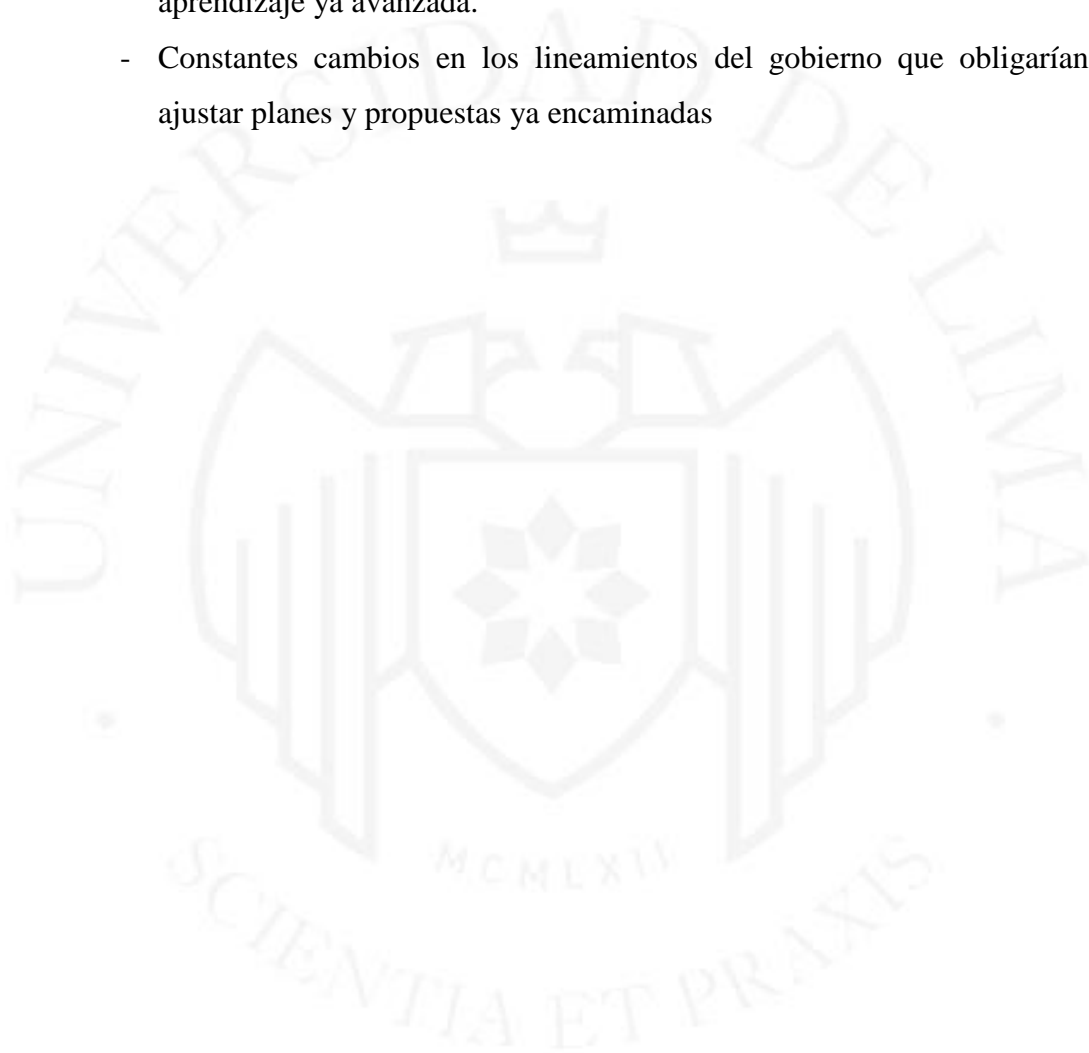 aprendizaje ya avanzada.
- Constantes cambios en los lineamientos del gobierno que obligarían
ajustar planes y propuestas ya encaminadas
UNIVERSIDAD DE LIMA
MCMLXII
SCIENTIA ET PRAXIS